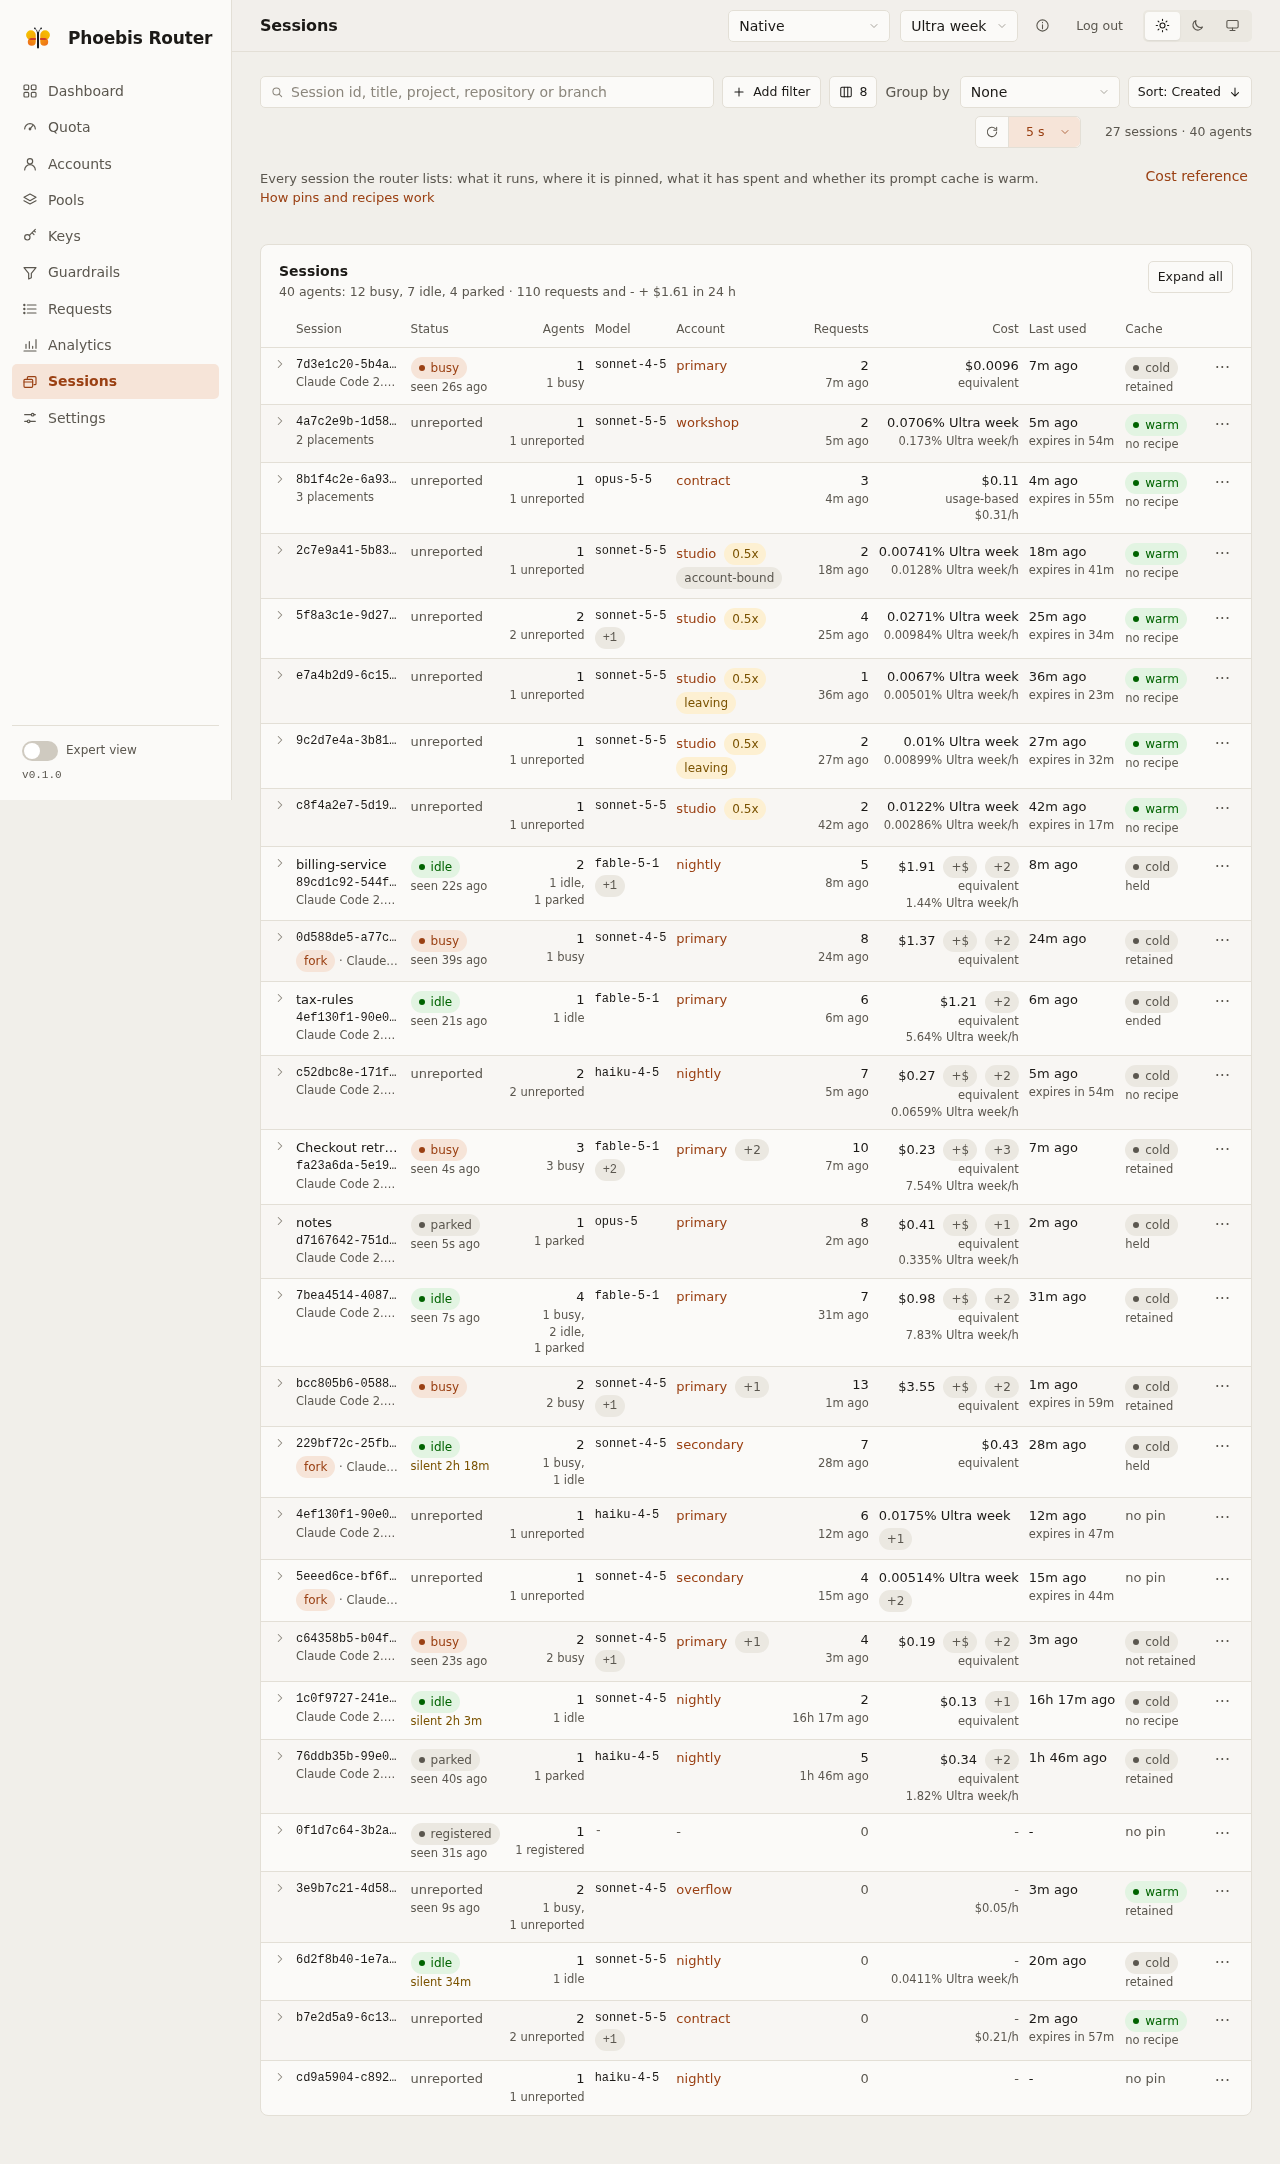 Phoebis Router
Dashboard
Quota
Accounts
Pools
Keys
Guardrails
Requests
Analytics
Sessions
Settings
Expert view
v0.1.0
Sessions
Native
Ultra week
Log out
Session id, title, project, repository or branch
Add filter
8
Group by
None
Sort: Created
5 s
27 sessions · 40 agents
Every session the router lists: what it runs, where it is pinned, what it has spent and whether its prompt cache is warm.
How pins and recipes work
Cost reference
Sessions
40 agents: 12 busy, 7 idle, 4 parked · 110 requests and - + $1.61 in 24 h
Expand all
Session Status Agents Model Account Requests Cost Last used Cache
7d3e1c20-5b4a… busy 1 sonnet-4-5 primary 2 $0.0096 7m ago cold ···
Claude Code 2.… seen 26s ago 1 busy 7m ago equivalent retained
4a7c2e9b-1d58… unreported 1 sonnet-5-5 workshop 2 0.0706% Ultra week 5m ago warm ···
2 placements 1 unreported 5m ago 0.173% Ultra week/h expires in 54m no recipe
8b1f4c2e-6a93… unreported 1 opus-5-5 contract 3 $0.11 4m ago warm ···
3 placements 1 unreported 4m ago usage-based expires in 55m no recipe
$0.31/h
2c7e9a41-5b83… unreported 1 sonnet-5-5 studio 0.5x 2 0.00741% Ultra week 18m ago warm ···
1 unreported account-bound 18m ago 0.0128% Ultra week/h expires in 41m no recipe
5f8a3c1e-9d27… unreported 2 sonnet-5-5 studio 0.5x 4 0.0271% Ultra week 25m ago warm ···
2 unreported +1 25m ago 0.00984% Ultra week/h expires in 34m no recipe
e7a4b2d9-6c15… unreported 1 sonnet-5-5 studio 0.5x 1 0.0067% Ultra week 36m ago warm ···
1 unreported leaving 36m ago 0.00501% Ultra week/h expires in 23m no recipe
9c2d7e4a-3b81… unreported 1 sonnet-5-5 studio 0.5x 2 0.01% Ultra week 27m ago warm ···
1 unreported leaving 27m ago 0.00899% Ultra week/h expires in 32m no recipe
c8f4a2e7-5d19… unreported 1 sonnet-5-5 studio 0.5x 2 0.0122% Ultra week 42m ago warm ···
1 unreported 42m ago 0.00286% Ultra week/h expires in 17m no recipe
billing-service idle 2 fable-5-1 nightly 5 $1.91 +$ +2 8m ago cold ···
89cd1c92-544f… seen 22s ago 1 idle, +1 8m ago equivalent held
Claude Code 2.… 1 parked 1.44% Ultra week/h
0d588de5-a77c… busy 1 sonnet-4-5 primary 8 $1.37 +$ +2 24m ago cold ···
fork · Claude… seen 39s ago 1 busy 24m ago equivalent retained
tax-rules idle 1 fable-5-1 primary 6 $1.21 +2 6m ago cold ···
4ef130f1-90e0… seen 21s ago 1 idle 6m ago equivalent ended
Claude Code 2.… 5.64% Ultra week/h
c52dbc8e-171f… unreported 2 haiku-4-5 nightly 7 $0.27 +$ +2 5m ago cold ···
Claude Code 2.… 2 unreported 5m ago equivalent expires in 54m no recipe
0.0659% Ultra week/h
Checkout retr… busy 3 fable-5-1 primary +2 10 $0.23 +$ +3 7m ago cold ···
fa23a6da-5e19… seen 4s ago 3 busy +2 7m ago equivalent retained
Claude Code 2.… 7.54% Ultra week/h
notes parked 1 opus-5 primary 8 $0.41 +$ +1 2m ago cold ···
d7167642-751d… seen 5s ago 1 parked 2m ago equivalent held
Claude Code 2.… 0.335% Ultra week/h
7bea4514-4087… idle 4 fable-5-1 primary 7 $0.98 +$ +2 31m ago cold ···
Claude Code 2.… seen 7s ago 1 busy, 31m ago equivalent retained
2 idle, 7.83% Ultra week/h
1 parked
bcc805b6-0588… busy 2 sonnet-4-5 primary +1 13 $3.55 +$ +2 1m ago cold ···
Claude Code 2.… 2 busy +1 1m ago equivalent expires in 59m retained
229bf72c-25fb… idle 2 sonnet-4-5 secondary 7 $0.43 28m ago cold ···
fork · Claude… silent 2h 18m 1 busy, 28m ago equivalent held
1 idle
4ef130f1-90e0… unreported 1 haiku-4-5 primary 6 0.0175% Ultra week 12m ago no pin ···
Claude Code 2.… 1 unreported 12m ago +1 expires in 47m
5eeed6ce-bf6f… unreported 1 sonnet-4-5 secondary 4 0.00514% Ultra week 15m ago no pin ···
fork · Claude… 1 unreported 15m ago +2 expires in 44m
c64358b5-b04f… busy 2 sonnet-4-5 primary +1 4 $0.19 +$ +2 3m ago cold ···
Claude Code 2.… seen 23s ago 2 busy +1 3m ago equivalent not retained
1c0f9727-241e… idle 1 sonnet-4-5 nightly 2 $0.13 +1 16h 17m ago cold ···
Claude Code 2.… silent 2h 3m 1 idle 16h 17m ago equivalent no recipe
76ddb35b-99e0… parked 1 haiku-4-5 nightly 5 $0.34 +2 1h 46m ago cold ···
Claude Code 2.… seen 40s ago 1 parked 1h 46m ago equivalent retained
1.82% Ultra week/h
0f1d7c64-3b2a… registered 1 - - 0 - - no pin ···
seen 31s ago 1 registered
3e9b7c21-4d58… unreported 2 sonnet-4-5 overflow 0 - 3m ago warm ···
seen 9s ago 1 busy, $0.05/h retained
1 unreported
6d2f8b40-1e7a… idle 1 sonnet-5-5 nightly 0 - 20m ago cold ···
silent 34m 1 idle 0.0411% Ultra week/h retained
b7e2d5a9-6c13… unreported 2 sonnet-5-5 contract 0 - 2m ago warm ···
2 unreported +1 $0.21/h expires in 57m no recipe
cd9a5904-c892… unreported 1 haiku-4-5 nightly 0 - - no pin ···
1 unreported